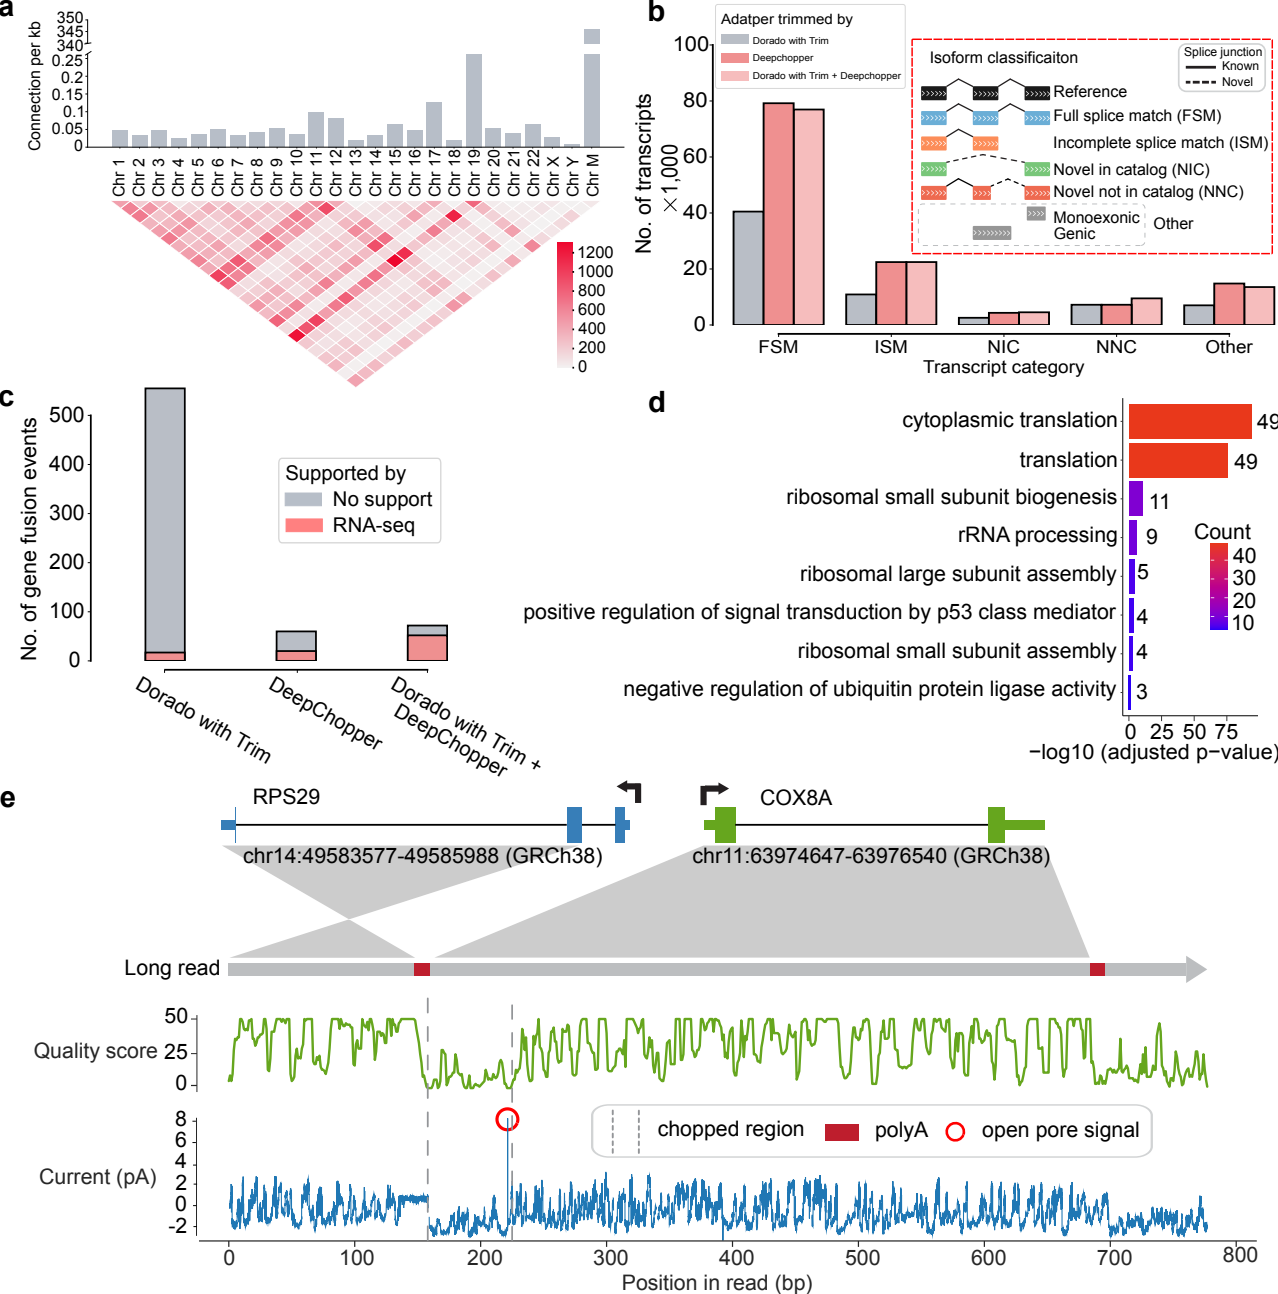 a
Connection per kb
350
345
340
0.25
0.2
0.15
0.1
0.05
0
Chr 1
Chr 2
Chr 3
Chr 4
Chr 5
Chr 6
Chr 7
Chr 8
Chr 9
Chr 10
Chr 11
Chr 12
Chr 13
Chr 14
Chr 15
Chr 16
Chr 17
Chr 18
Chr 19
Chr 20
Chr 21
Chr 22
Chr X
Chr Y
Chr M
1200
1000
800
600
400
200
0
b
Adatper trimmed by
Dorado with Trim
Deepchopper
Dorado with Trim + Deepchopper
No. of transcripts
×1,000
100
80
60
40
20
0
FSM
ISM
NIC
NNC
Other
Transcript category
Isoform classificaiton
Splice junction
Known
Novel
Reference
Full splice match (FSM)
Incomplete splice match (ISM)
Novel in catalog (NIC)
Novel not in catalog (NNC)
Monoexonic
Genic
Other
c
No. of gene fusion events
500
400
300
200
100
0
Supported by
No support
RNA-seq
Dorado with Trim
DeepChopper
Dorado with Trim +
DeepChopper
d
cytoplasmic translation
49
translation
49
ribosomal small subunit biogenesis
11
rRNA processing
9
ribosomal large subunit assembly
5
positive regulation of signal transduction by p53 class mediator
4
ribosomal small subunit assembly
4
negative regulation of ubiquitin protein ligase activity
3
Count
40
30
20
10
0 25 50 75
−log10 (adjusted p−value)
e
RPS29
COX8A
chr14:49583577-49585988 (GRCh38)
chr11:63974647-63976540 (GRCh38)
Long read
Quality score
50
25
0
Current (pA)
8
6
4
2
0
-2
chopped region
polyA
open pore signal
0 100 200 300 400 500 600 700 800
Position in read (bp)